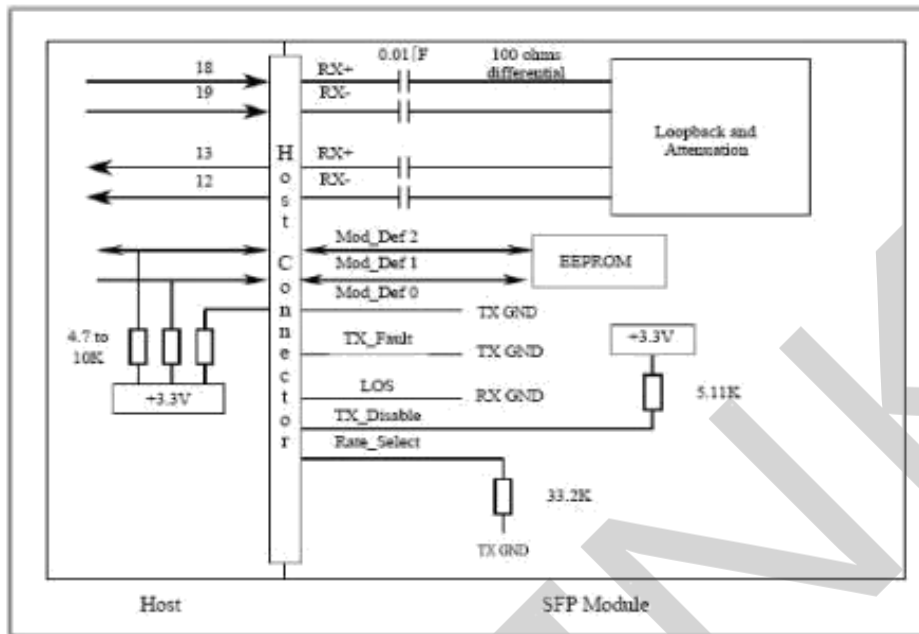 0.01⌈F
100 ohms
differential
18
RX+
19
RX-
Loopback and
Attenuation
13
RX+
12
RX-
Host Connector
Mod_Def 2
EEPROM
Mod_Def 1
Mod_Def 0
TX GND
4.7 to
10K
TX_Fault
TX GND
+3.3V
+3.3V
LOS
RX GND
5.11K
TX_Disable
Rate_Select
33.2K
TX GND
Host
SFP Module